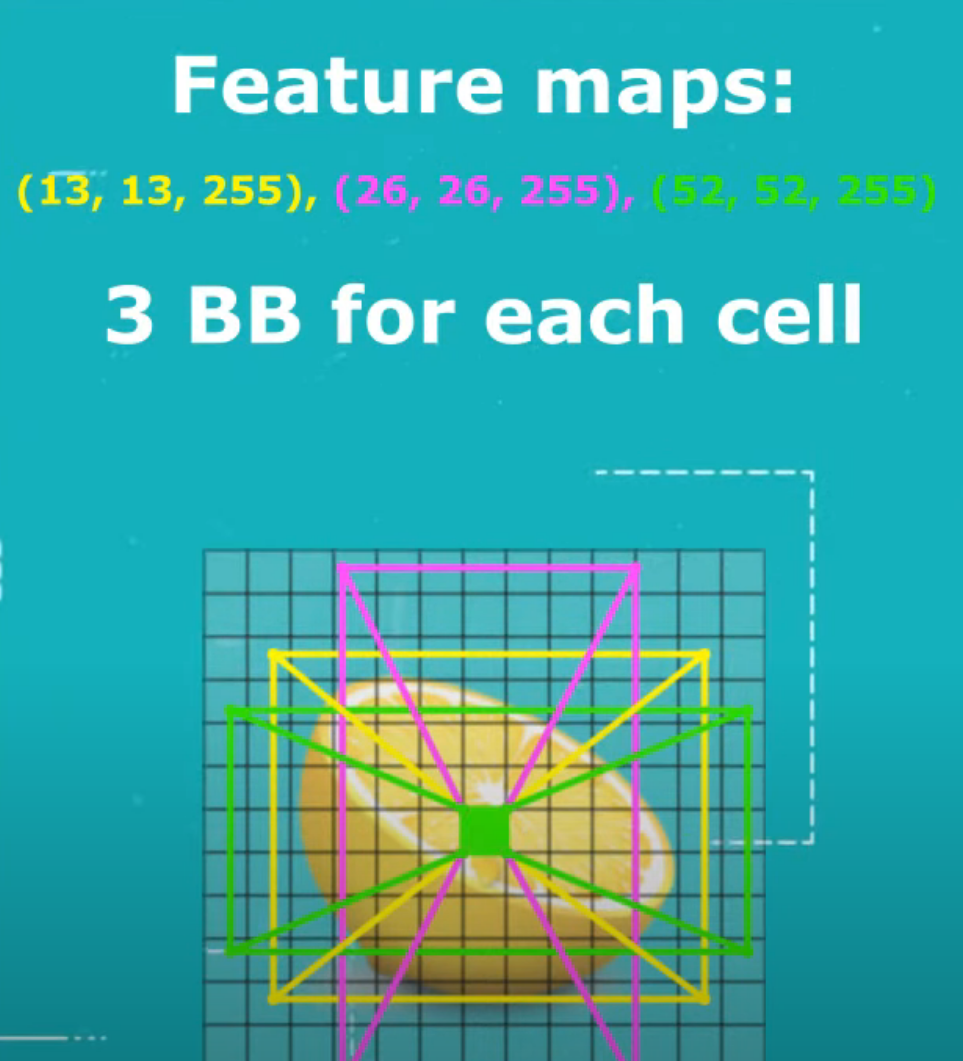 Feature maps:
(13, 13, 255), (26, 26, 255), (52, 52, 255)
3 BB for each cell